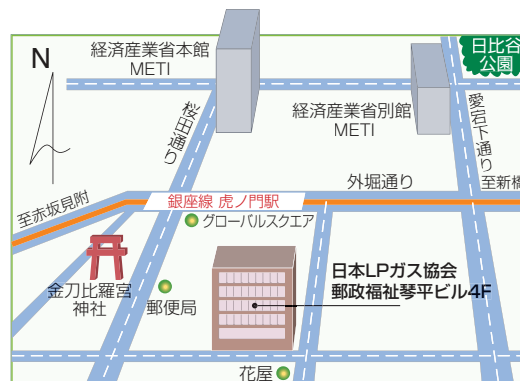 経済産業省本館
METI
日比谷
公園
N
桜田通り
経済産業省別館
METI
愛宕下通り
至赤坂見附
銀座線 虎ノ門駅
外堀通り
至新橋
グローバルスクエア
金刀比羅宮
神社
郵便局
日本LPガス協会
郵政福祉琴平ビル4F
花屋